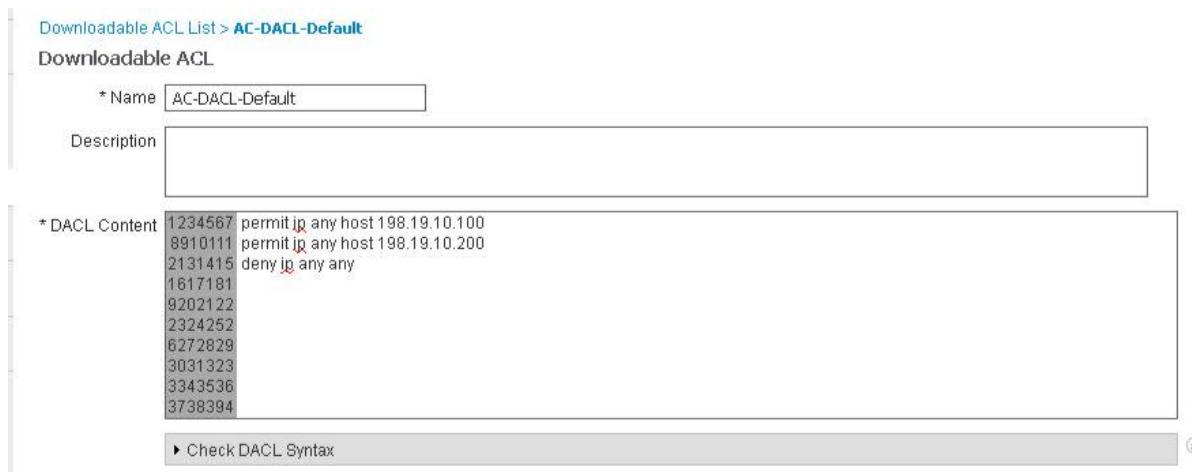 Downloadable ACL List > AC-DACL-Default
Downloadable ACL
* Name AC-DACL-Default
Description
* DACL Content 1234567 permit ip any host 198.19.10.100
8910111 permit ip any host 198.19.10.200
2131415 deny ip any any
1617181
9202122
2324252
6272829
3031323
3343536
3738394
Check DACL Syntax